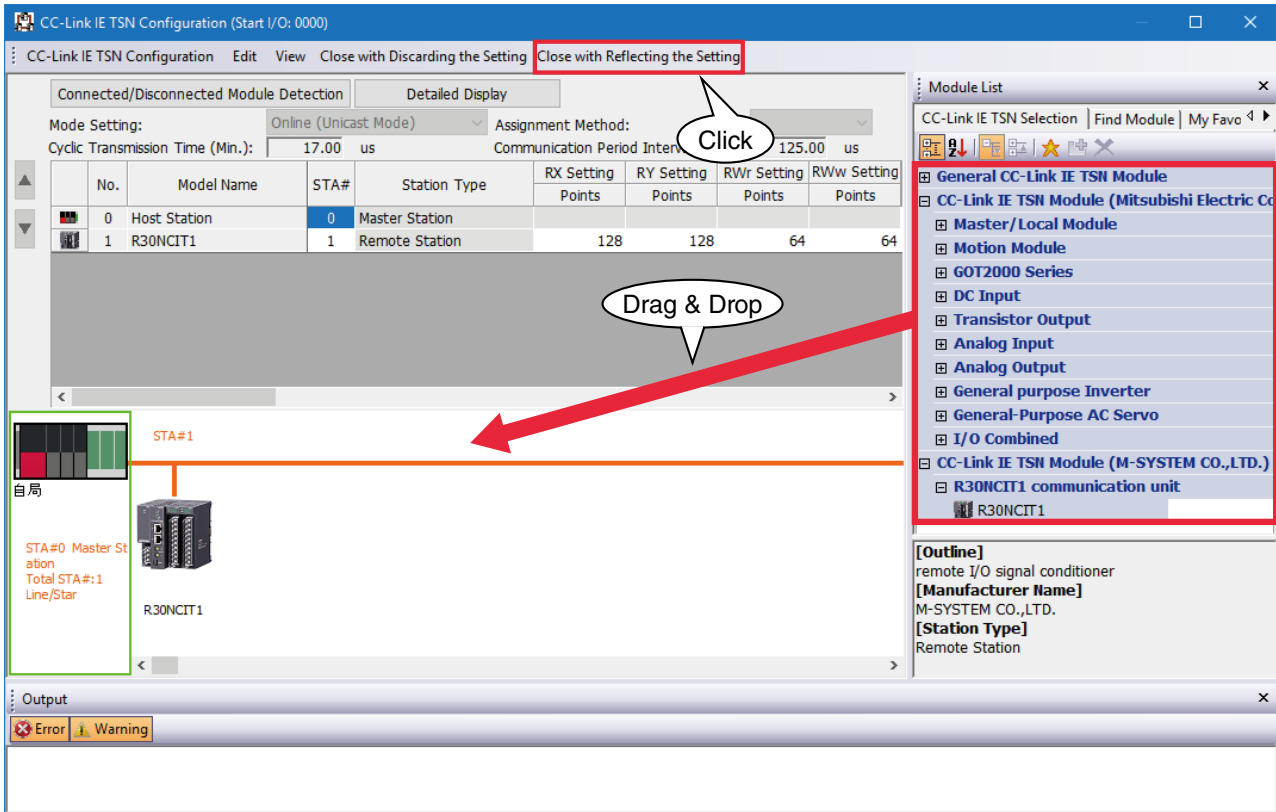 CC-Link IE TSN Configuration (Start I/O: 0000)
CC-Link IE TSN Configuration Edit View Close with Discarding the Setting Close with Reflecting the Setting
Connected/Disconnected Module Detection Detailed Display
Mode Setting: Online (Unicast Mode) Assignment Method:
Click
Cyclic Transmission Time (Min.): 17.00 us Communication Period Interv 125.00 us
No. Model Name STA# Station Type RX Setting RY Setting RWr Setting RWw Setting
Points Points Points Points
0 Host Station 0 Master Station
1 R30NCIT1 1 Remote Station 128 128 64 64
Drag & Drop
STA#1
自局
STA#0 Master St
ation
Total STA#:1
Line/Star
R30NCIT1
Module List
CC-Link IE TSN Selection Find Module My Favo
General CC-Link IE TSN Module
CC-Link IE TSN Module (Mitsubishi Electric Co
Master/Local Module
Motion Module
GOT2000 Series
DC Input
Transistor Output
Analog Input
Analog Output
General purpose Inverter
General-Purpose AC Servo
I/O Combined
CC-Link IE TSN Module (M-SYSTEM CO.,LTD.)
R30NCIT1 communication unit
R30NCIT1
[Outline]
remote I/O signal conditioner
[Manufacturer Name]
M-SYSTEM CO.,LTD.
[Station Type]
Remote Station
Output
Error Warning